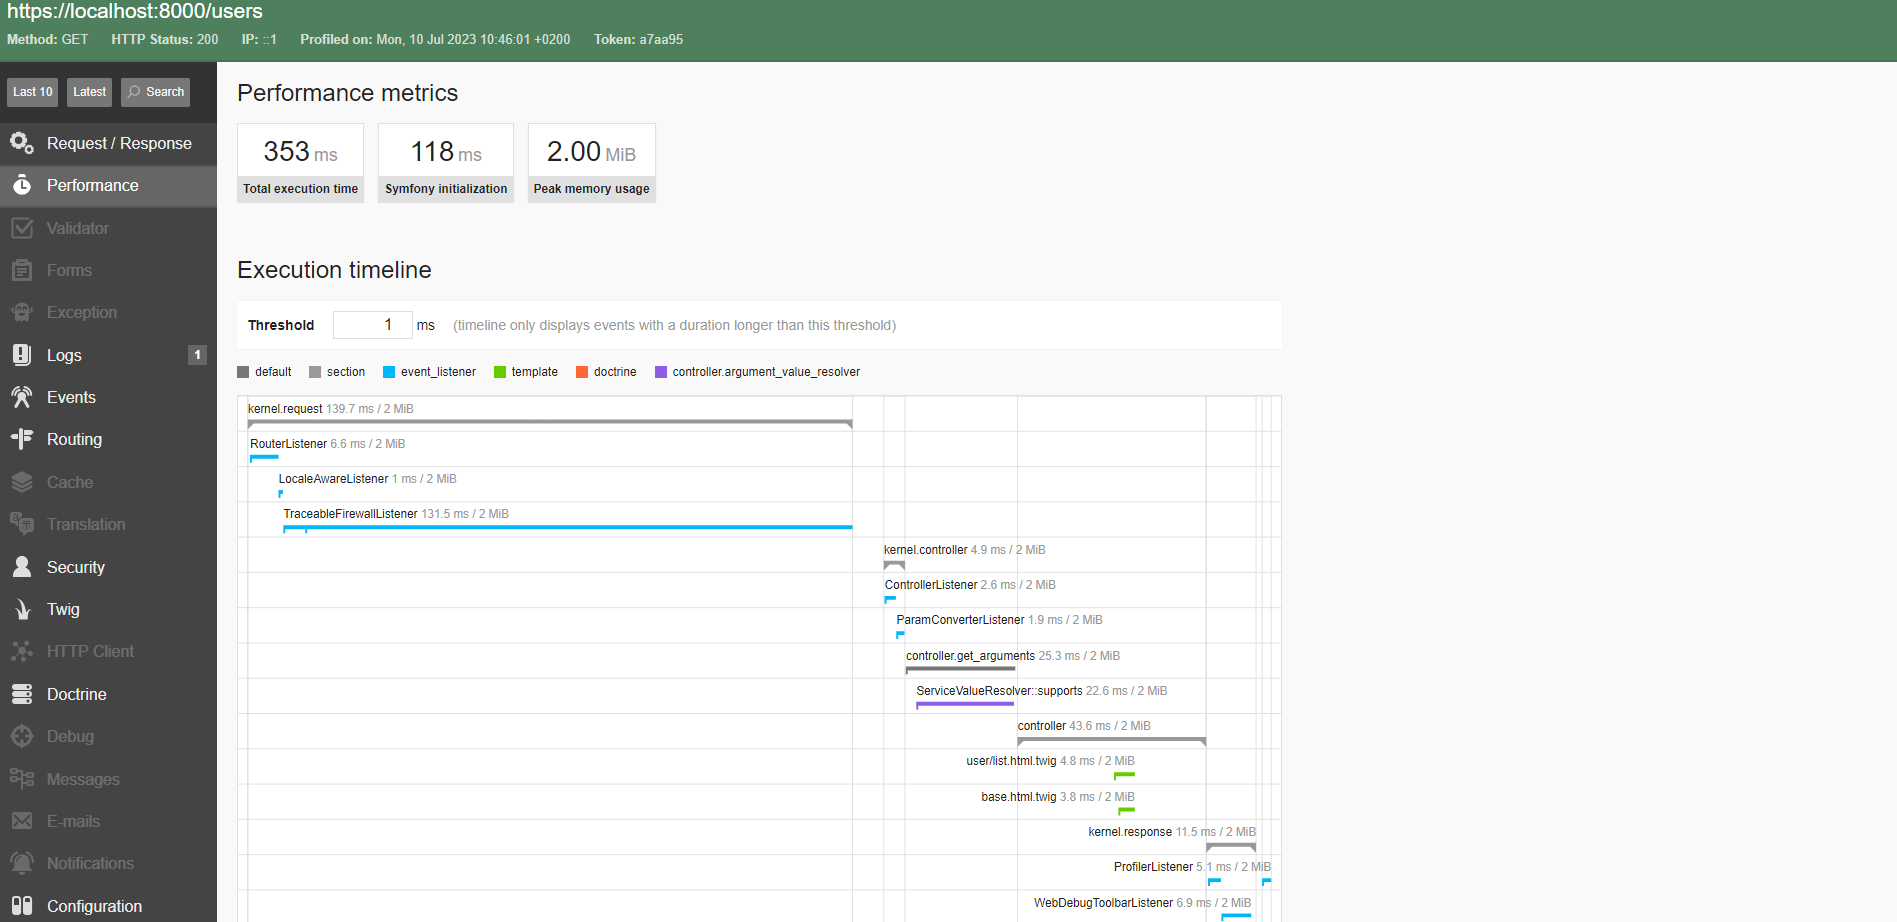 https://localhost:8000/users
Method: GET HTTP Status: 200 IP: ::1 Profiled on: Mon, 10 Jul 2023 10:46:01 +0200 Token: a7aa95
Last 10 Latest Search
Request / Response
Performance
Validator
Forms
Exception
Logs 1
Events
Routing
Cache
Translation
Security
Twig
HTTP Client
Doctrine
Debug
Messages
E-mails
Notifications
Configuration
Performance metrics
353 ms 118 ms 2.00 MiB
Total execution time Symfony initialization Peak memory usage
Execution timeline
Threshold 1 ms (timeline only displays events with a duration longer than this threshold)
default section event_listener template doctrine controller.argument_value_resolver
kernel.request 139.7 ms / 2 MiB
RouterListener 6.6 ms / 2 MiB
LocaleAwareListener 1 ms / 2 MiB
TraceableFirewallListener 131.5 ms / 2 MiB
kernel.controller 4.9 ms / 2 MiB
ControllerListener 2.6 ms / 2 MiB
ParamConverterListener 1.9 ms / 2 MiB
controller.get_arguments 25.3 ms / 2 MiB
ServiceValueResolver::supports 22.6 ms / 2 MiB
controller 43.6 ms / 2 MiB
user/list.html.twig 4.8 ms / 2 MiB
base.html.twig 3.8 ms / 2 MiB
kernel.response 11.5 ms / 2 MiB
ProfilerListener 5.1 ms / 2 MiB
WebDebugToolbarListener 6.9 ms / 2 MiB